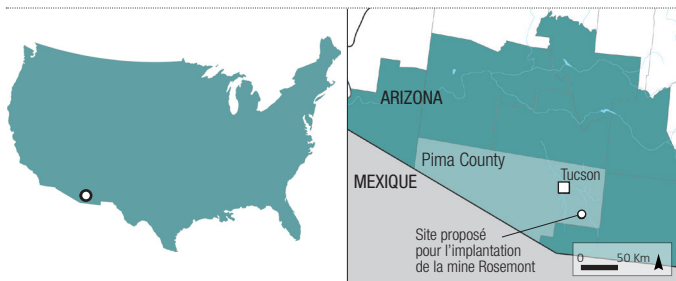 ARIZONA
Pima County
Tucson
MEXIQUE
Site proposé
pour l'implantation
de la mine Rosemont
0 50 Km